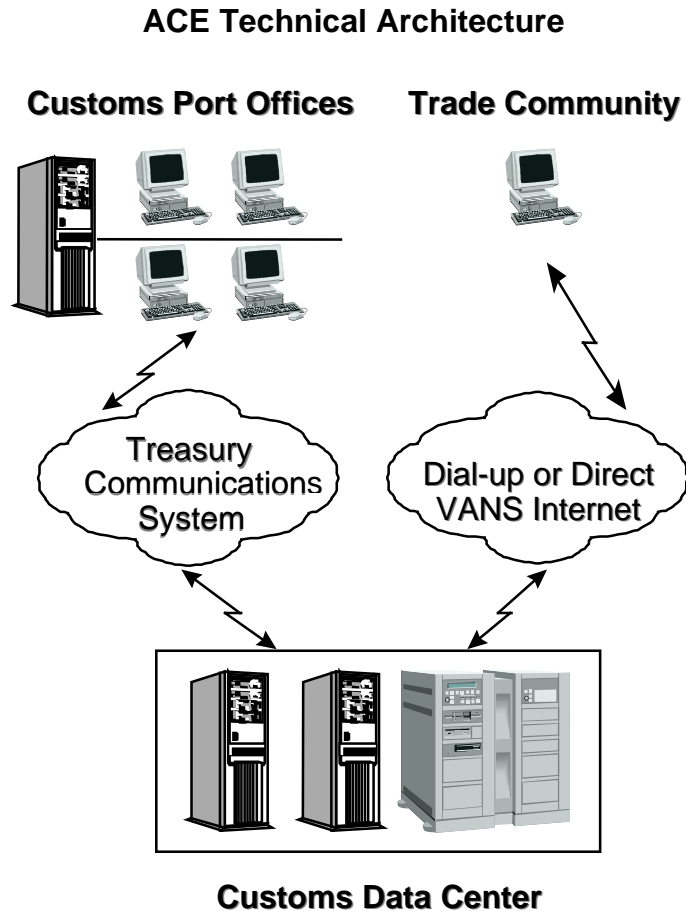 ACE Technical Architecture
Customs Port Offices
Trade Community
Treasury
Communications
System
Dial-up or Direct
VANS Internet
Customs Data Center